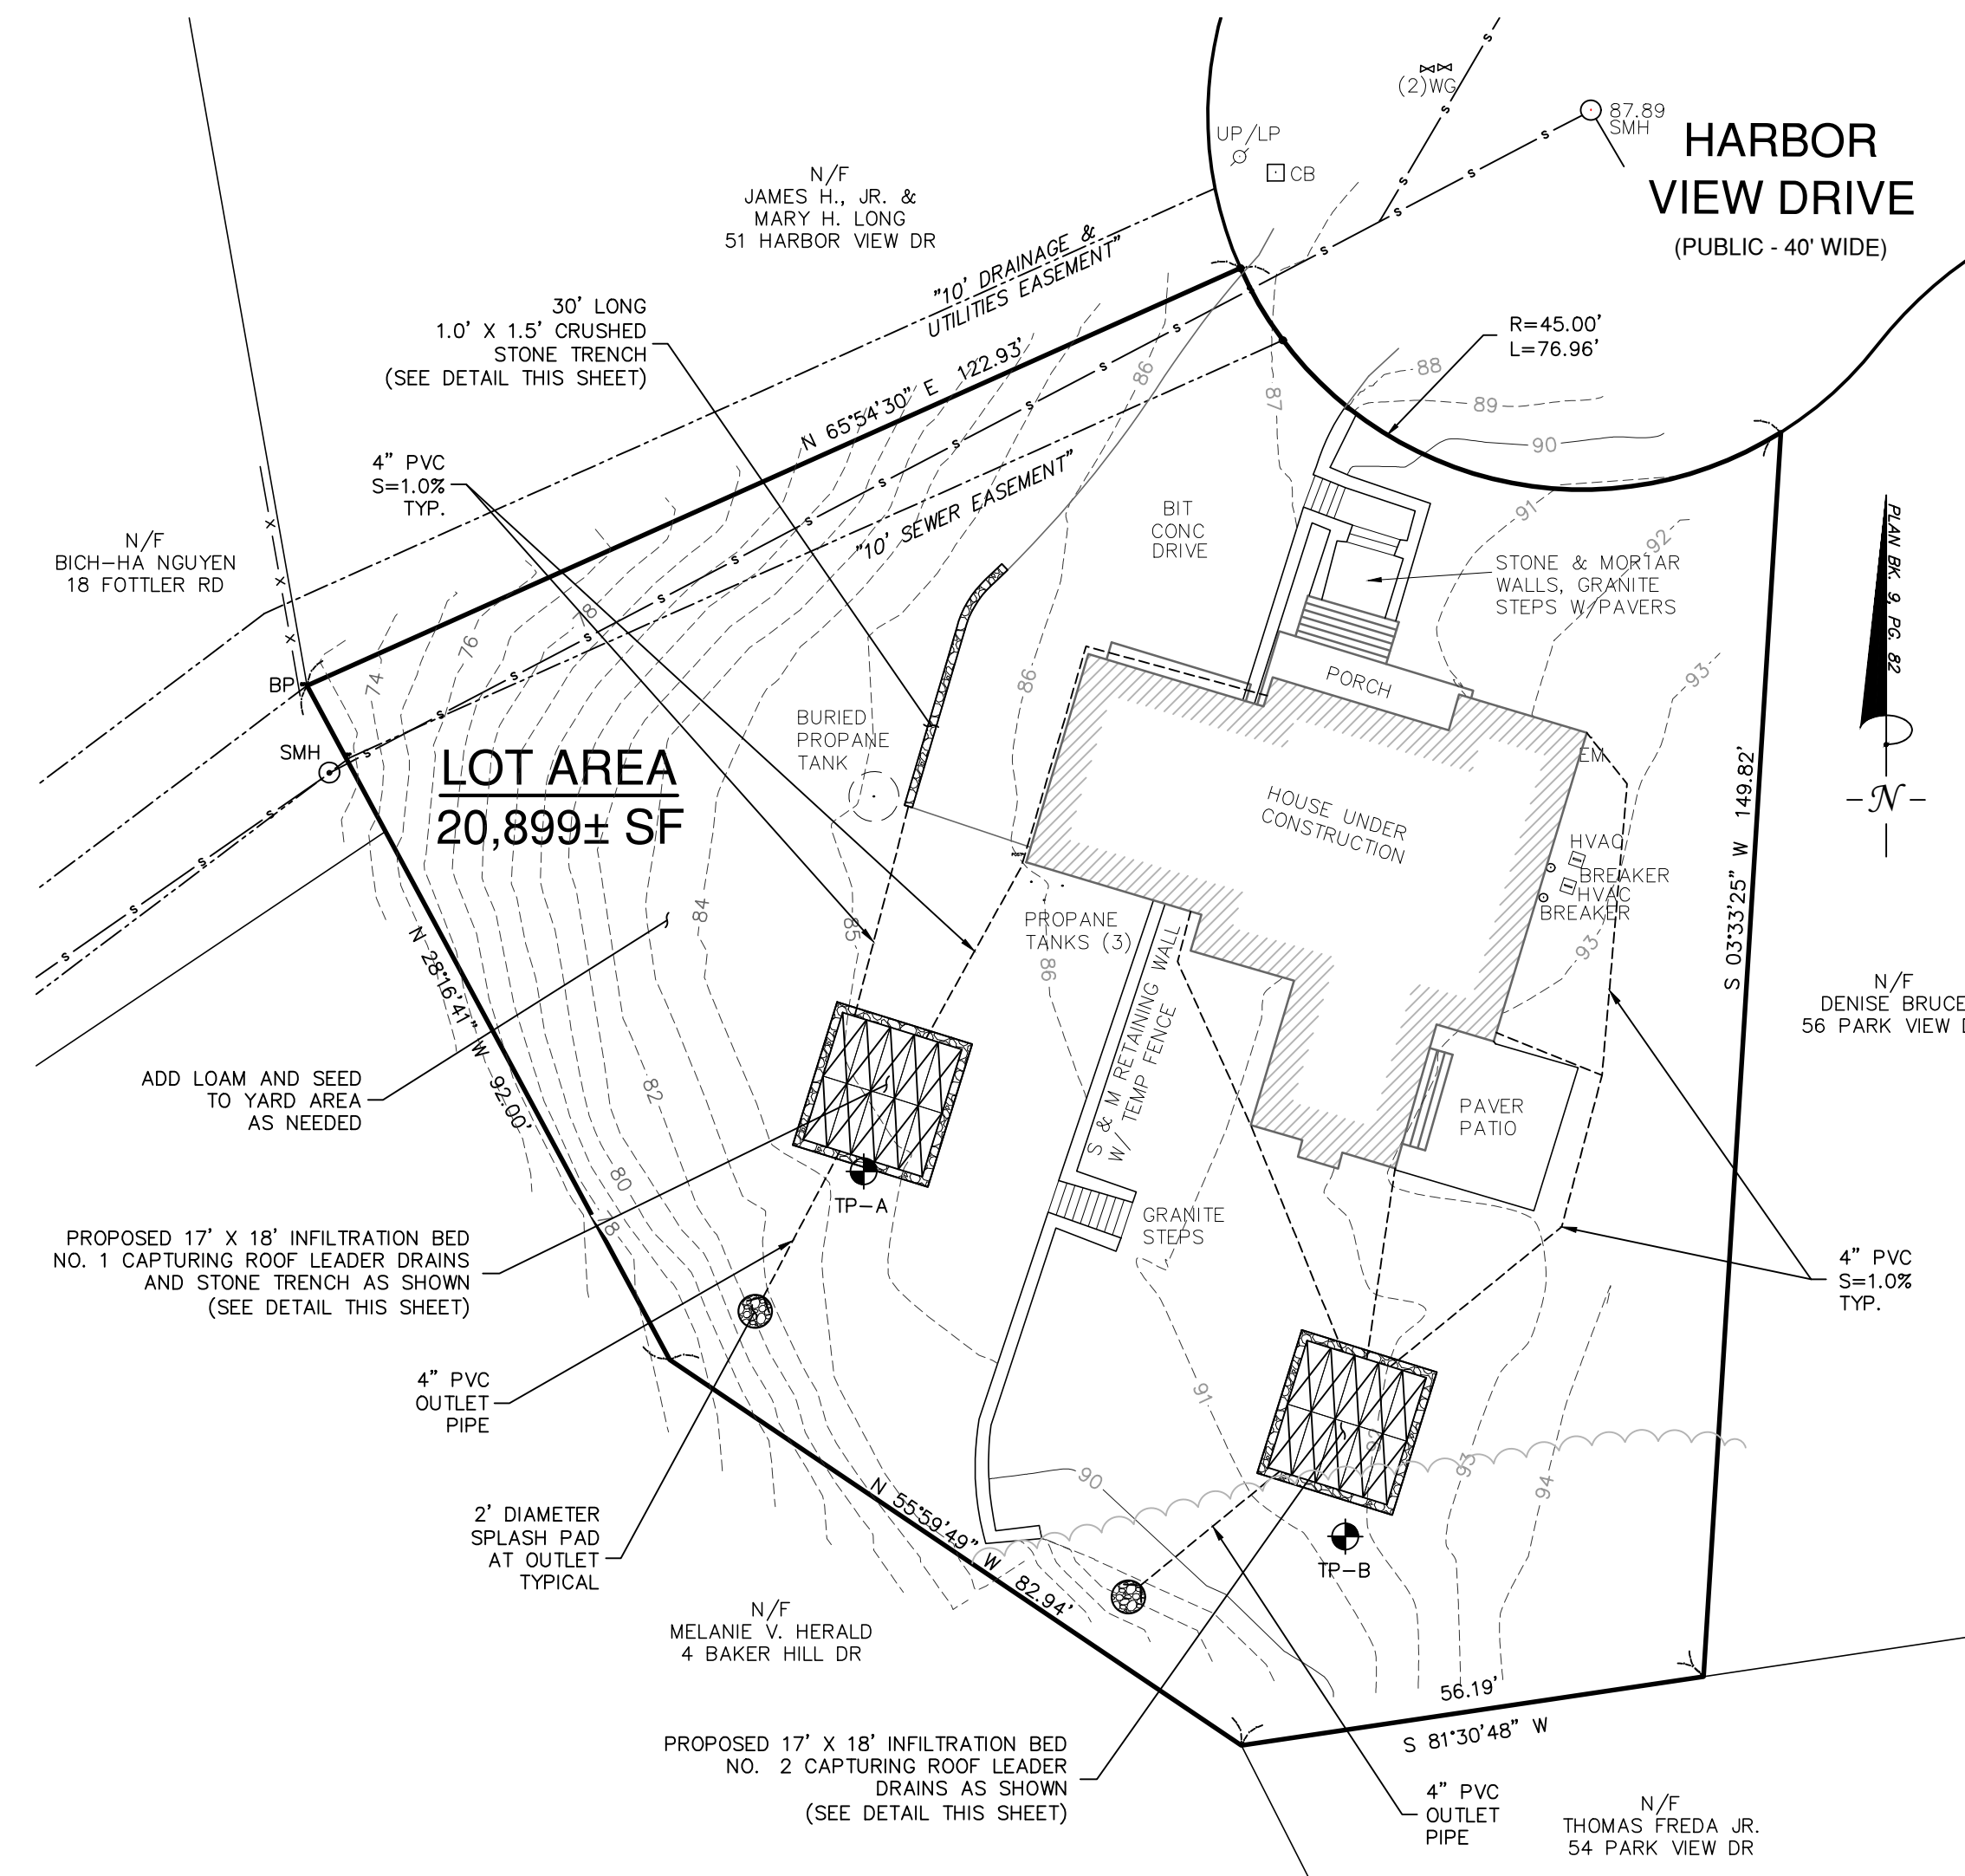 (2)WG
87.89
SMH
HARBOR
VIEW DRIVE
(PUBLIC - 40' WIDE)
UP/LP
CB
N/F
JAMES H., JR. &
MARY H. LONG
51 HARBOR VIEW DR
"10' DRAINAGE &
UTILITIES EASEMENT"
30' LONG
1.0' X 1.5' CRUSHED
STONE TRENCH
(SEE DETAIL THIS SHEET)
R=45.00'
L=76.96'
N 65°54'30" E 122.93'
86
87
88
89
90
91
92
93
4" PVC
S=1.0%
TYP.
"10' SEWER EASEMENT"
BIT
CONC
DRIVE
STONE & MORTAR
WALLS, GRANITE
STEPS W/PAVERS
PLAN BK. 9, PG. 82
N
N/F
BICH-HA NGUYEN
18 FOTTLER RD
BP
SMH
74
76
78
LOT AREA
20,899± SF
BURIED
PROPANE
TANK
86
PORCH
EM
HOUSE UNDER
CONSTRUCTION
HVAC
BREAKER
HVAC
BREAKER
S 03°33'25" W 149.82'
84
85
86
PROPANE
TANKS (3)
93
N 28°16'41" W 92.00'
S & M RETAINING WALL
W/ TEMP FENCE
N/F
DENISE BRUCE
56 PARK VIEW D
ADD LOAM AND SEED
TO YARD AREA
AS NEEDED
82
80
PAVER
PATIO
TP-A
GRANITE
STEPS
PROPOSED 17' X 18' INFILTRATION BED
NO. 1 CAPTURING ROOF LEADER DRAINS
AND STONE TRENCH AS SHOWN
(SEE DETAIL THIS SHEET)
4" PVC
S=1.0%
TYP.
4" PVC
OUTLET
PIPE
91
90
93
94
2' DIAMETER
SPLASH PAD
AT OUTLET
TYPICAL
N 55°59'49" W 82.94'
TP-B
N/F
MELANIE V. HERALD
4 BAKER HILL DR
56.19'
S 81°30'48" W
PROPOSED 17' X 18' INFILTRATION BED
NO. 2 CAPTURING ROOF LEADER
DRAINS AS SHOWN
(SEE DETAIL THIS SHEET)
4" PVC
OUTLET
PIPE
N/F
THOMAS FREDA JR.
54 PARK VIEW DR